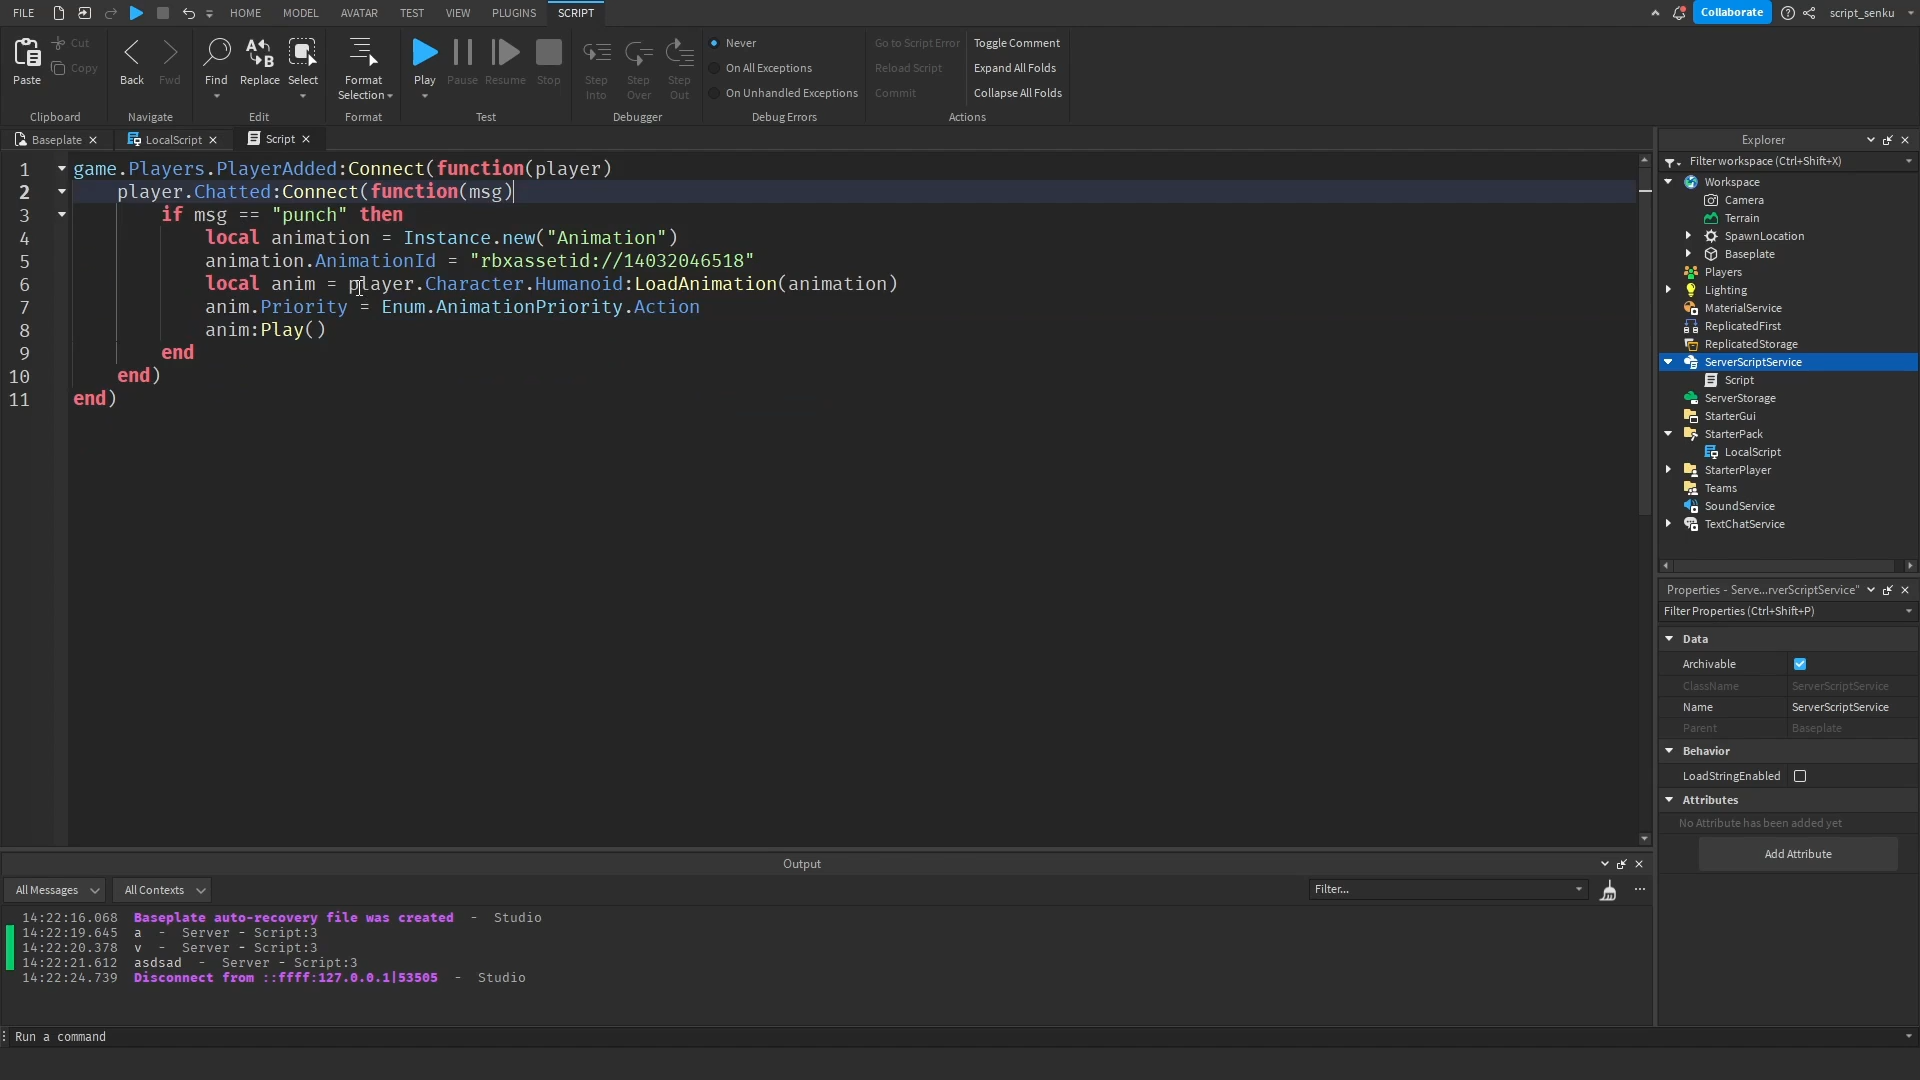 FILE HOME MODEL AVATAR TEST VIEW PLUGINS SCRIPT Collaborate script_senku
Paste Cut Copy Back Fwd Find Replace Select Format Selection Play Pause Resume Stop Step Into Step Over Step Out
Never Go to Script Error Toggle Comment
On All Exceptions Reload Script Expand All Folds
On Unhandled Exceptions Commit Collapse All Folds
Clipboard Navigate Edit Format Test Debugger Debug Errors Actions
Baseplate LocalScript Script
1 game.Players.PlayerAdded:Connect(function(player)
2 player.Chatted:Connect(function(msg)
3 if msg == "punch" then
4 local animation = Instance.new("Animation")
5 animation.AnimationId = "rbxassetid://14032046518"
6 local anim = player.Character.Humanoid:LoadAnimation(animation)
7 anim.Priority = Enum.AnimationPriority.Action
8 anim:Play()
9 end
10 end)
11 end)
Explorer
Filter workspace (Ctrl+Shift+X)
Workspace
Camera
Terrain
SpawnLocation
Baseplate
Players
Lighting
MaterialService
ReplicatedFirst
ReplicatedStorage
ServerScriptService
Script
ServerStorage
StarterGui
StarterPack
LocalScript
StarterPlayer
Teams
SoundService
TextChatService
Properties - Serve...rverScriptService"
Filter Properties (Ctrl+Shift+P)
Data
Archivable
ClassName ServerScriptService
Name ServerScriptService
Parent Baseplate
Behavior
LoadStringEnabled
Attributes
No Attribute has been added yet
Add Attribute
Output
All Messages All Contexts Filter... ...
14:22:16.068 Baseplate auto-recovery file was created - Studio
14:22:19.645 a - Server - Script:3
14:22:20.378 v - Server - Script:3
14:22:21.612 asdsad - Server - Script:3
14:22:24.739 Disconnect from ::ffff:127.0.0.1|53505 - Studio
Run a command